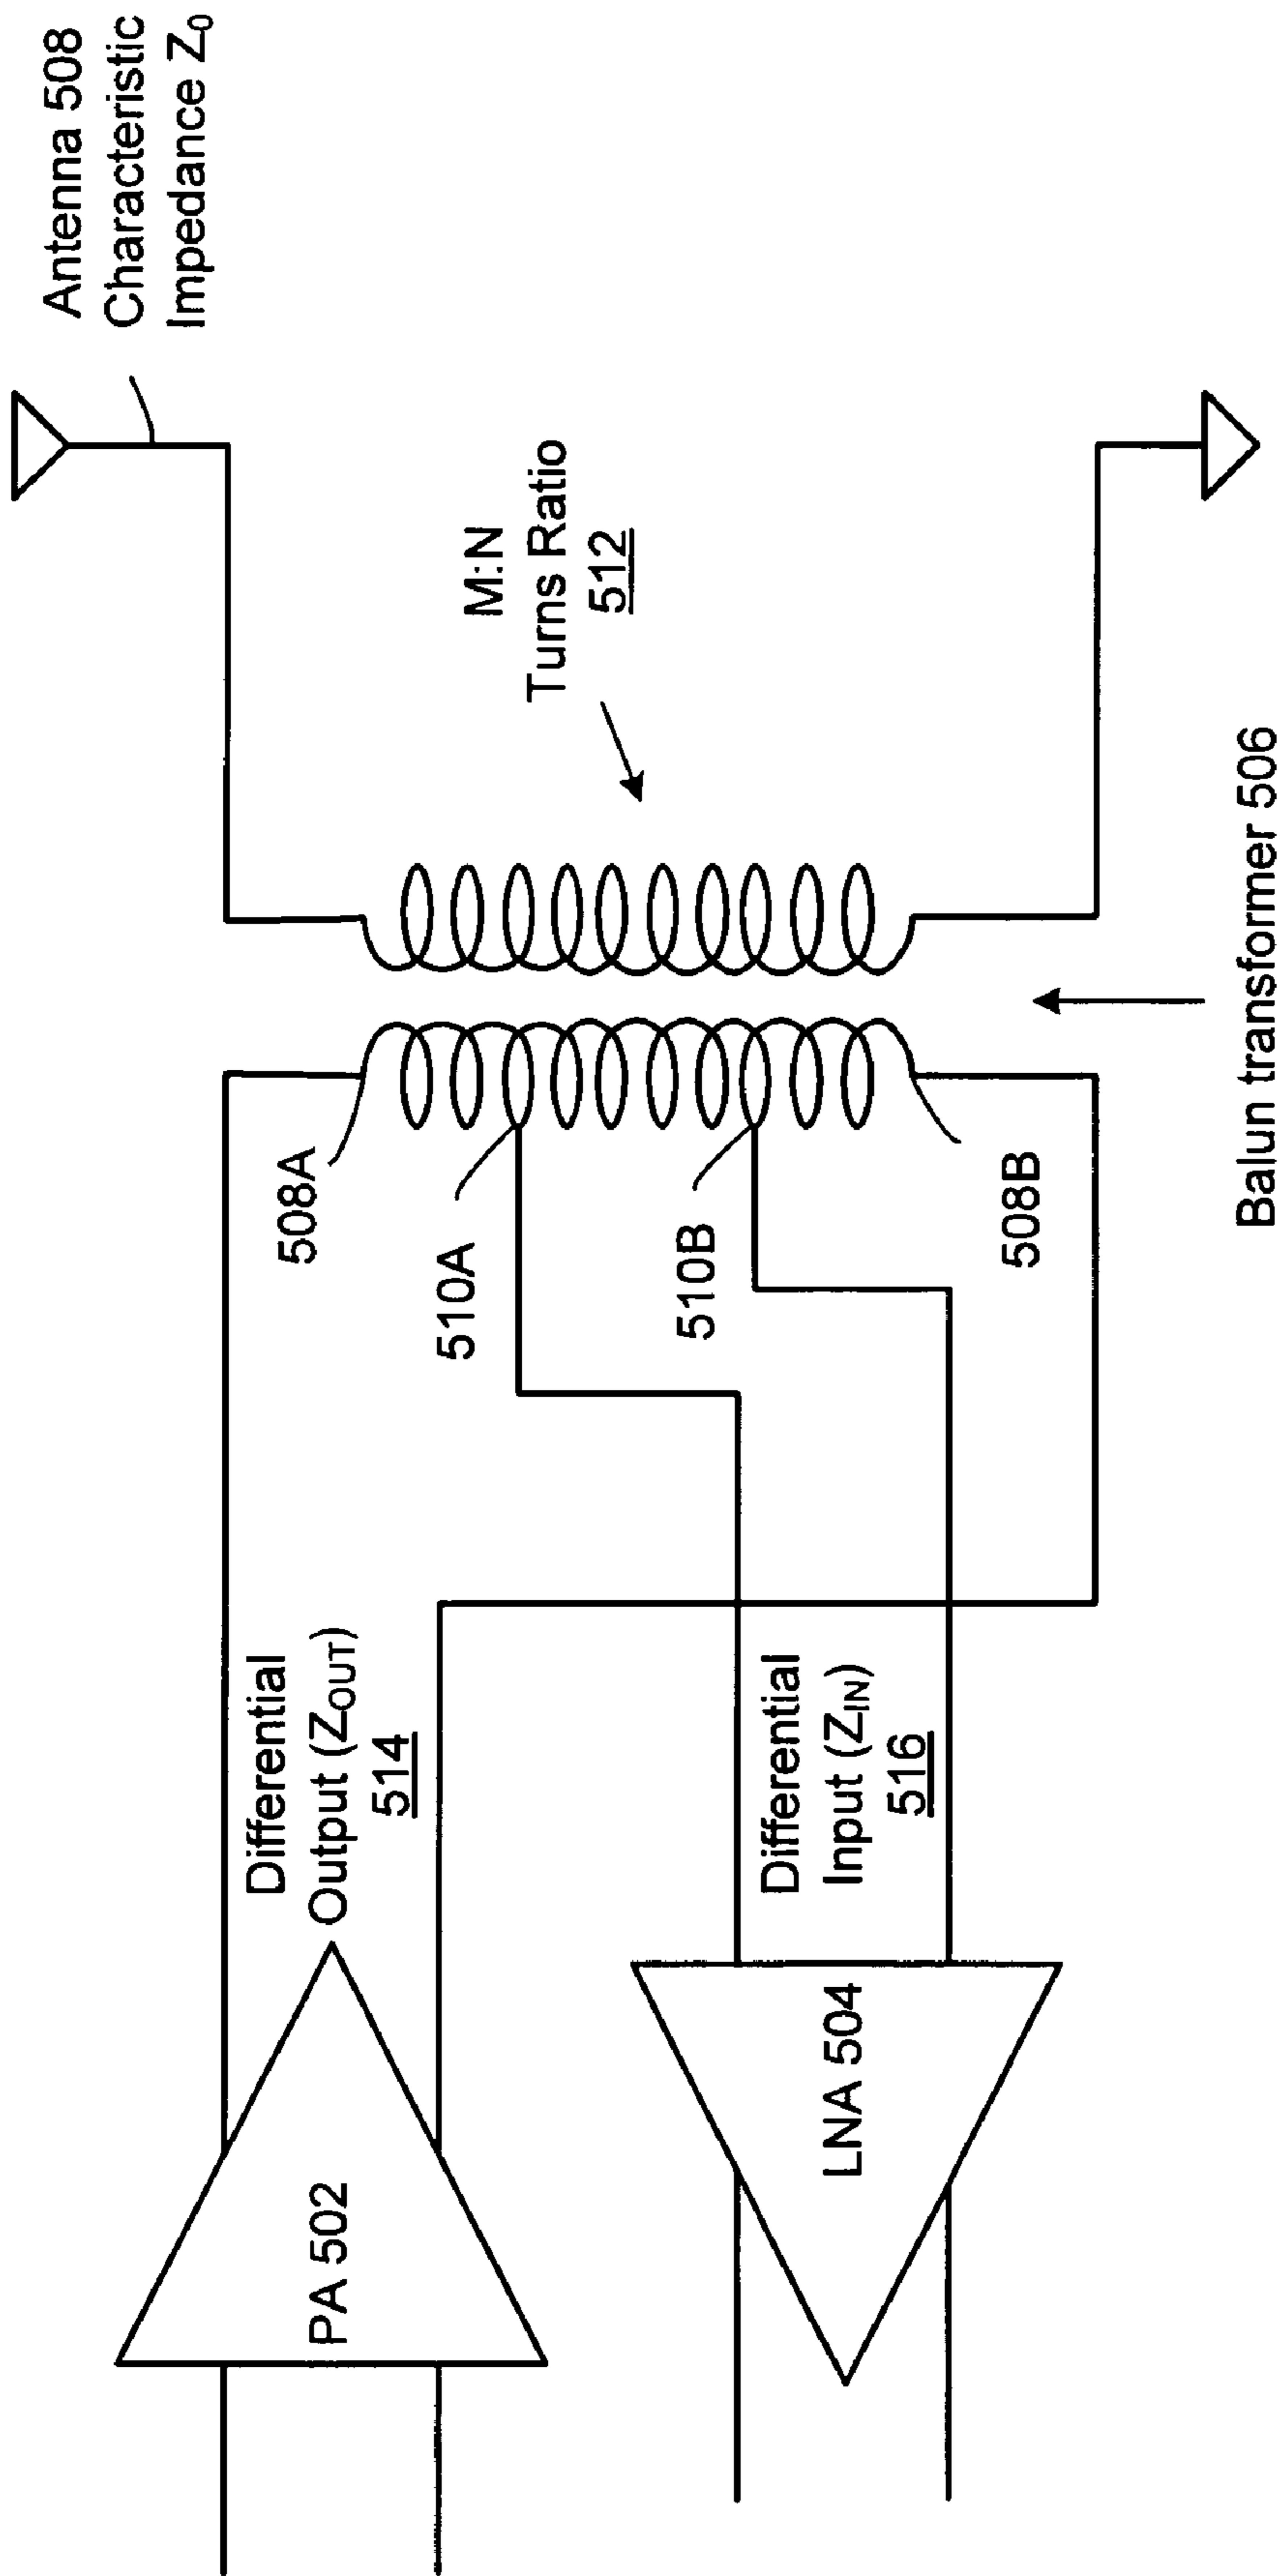 Antenna 508
Characteristic
Impedance Z0
M:N
Turns Ratio
512
508A
510A
510B
508B
Differential
Output (ZOUT)
514
Differential
Input (ZIN)
516
PA 502
LNA 504
Balun transformer 506